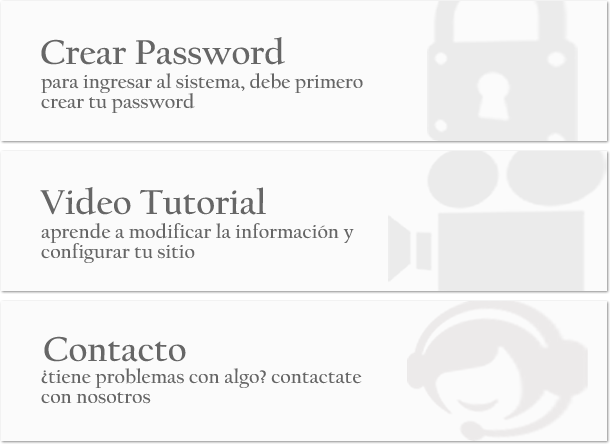 Crear Password
para ingresar al sistema, debe primero
crear tu password
Video Tutorial
aprende a modificar la información y
configurar tu sitio
Contacto
¿tiene problemas con algo? contactate
con nosotros